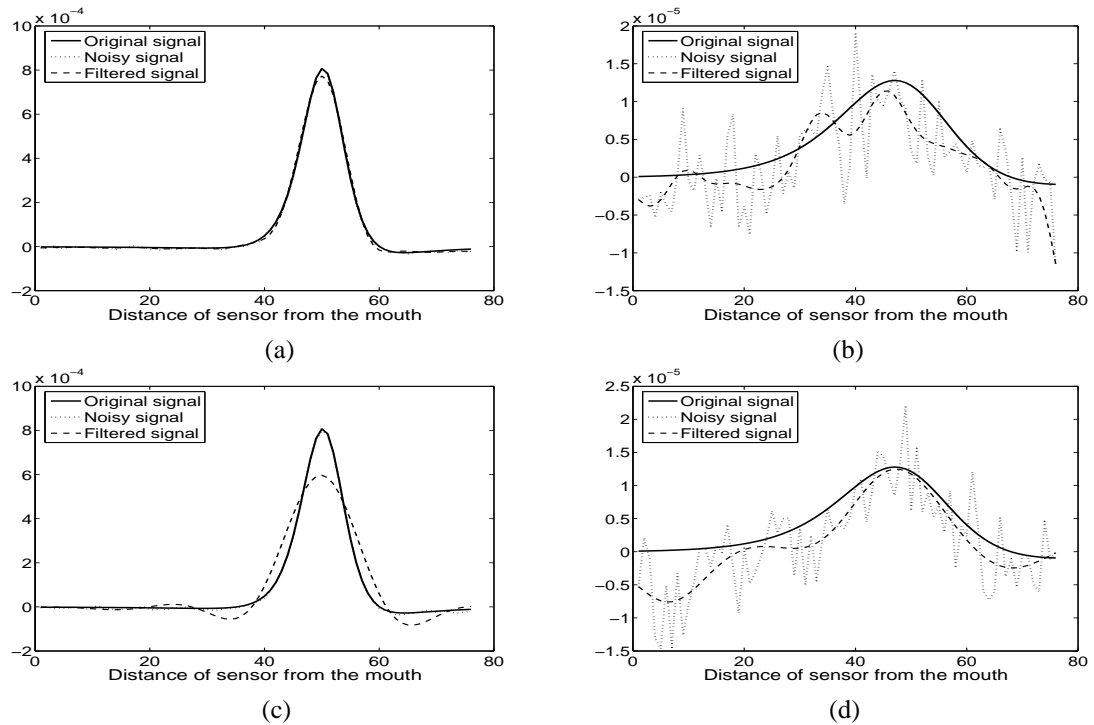 x 10⁻⁴
10
8
6
4
2
0
−2
0 20 40 60 80
Original signal
Noisy signal
Filtered signal
Distance of sensor from the mouth
(a)
x 10⁻⁵
2
1.5
1
0.5
0
−0.5
−1
−1.5
0 20 40 60 80
Original signal
Noisy signal
Filtered signal
Distance of sensor from the mouth
(b)
x 10⁻⁴
10
8
6
4
2
0
−2
0 20 40 60 80
Original signal
Noisy signal
Filtered signal
Distance of sensor from the mouth
(c)
x 10⁻⁵
2.5
2
1.5
1
0.5
0
−0.5
−1
−1.5
0 20 40 60 80
Original signal
Noisy signal
Filtered signal
Distance of sensor from the mouth
(d)